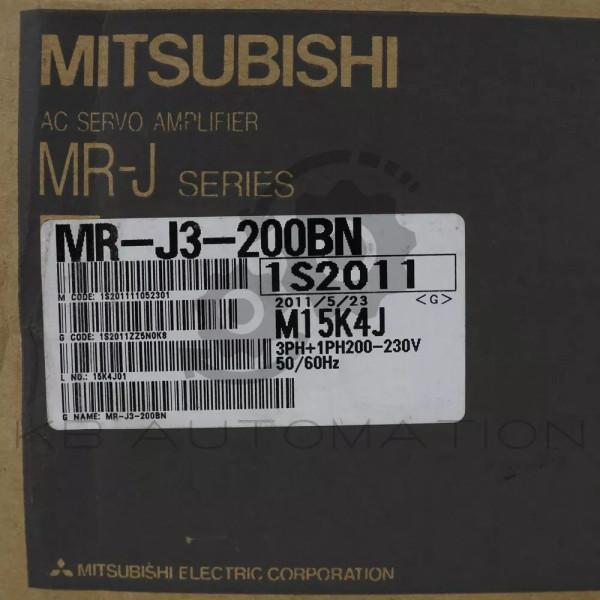 MITSUBISHI
AC SERVO AMPLIFIER
MR-J SERIES
MR-J3-200BN
1S2011
M CODE: 1S201111052301
2011/5/23 <G>
M15K4J
G CODE: 1S2011ZZ5N0K8
3PH+1PH200-230V
50/60Hz
L NO.: 15K4J01
G NAME: MR-J3-200BN
KB AUTOMATION
MITSUBISHI ELECTRIC CORPORATION